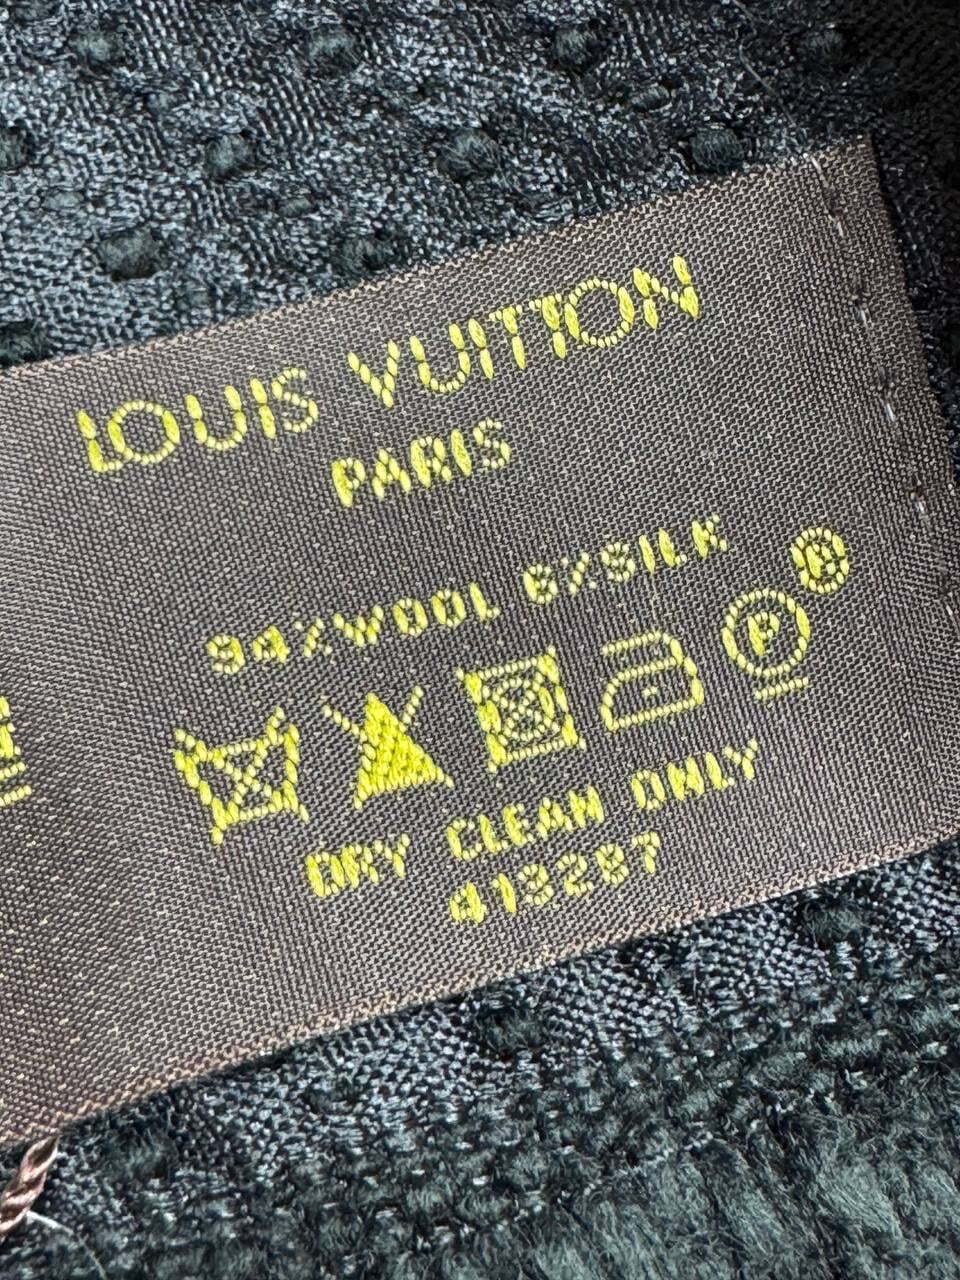 LOUIS VUITTON
PARIS
94%WOOL 6%SILK
P
DRY CLEAN ONLY
413287